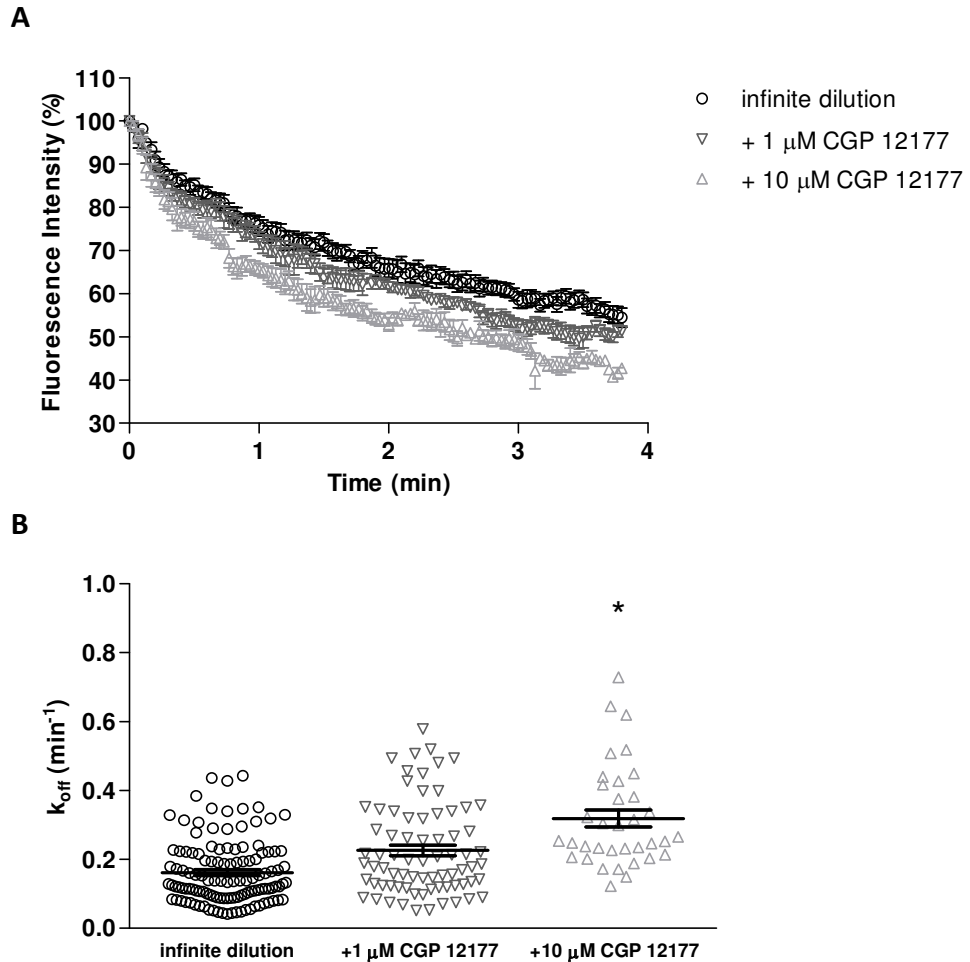 A
Fluorescence Intensity (%)
110
100
90
80
70
60
50
40
30
0 1 2 3 4
Time (min)
infinite dilution
+ 1 μM CGP 12177
+ 10 μM CGP 12177
B
k_off (min⁻¹)
1.0
0.8
0.6
0.4
0.2
0.0
*
infinite dilution +1 μM CGP 12177 +10 μM CGP 12177